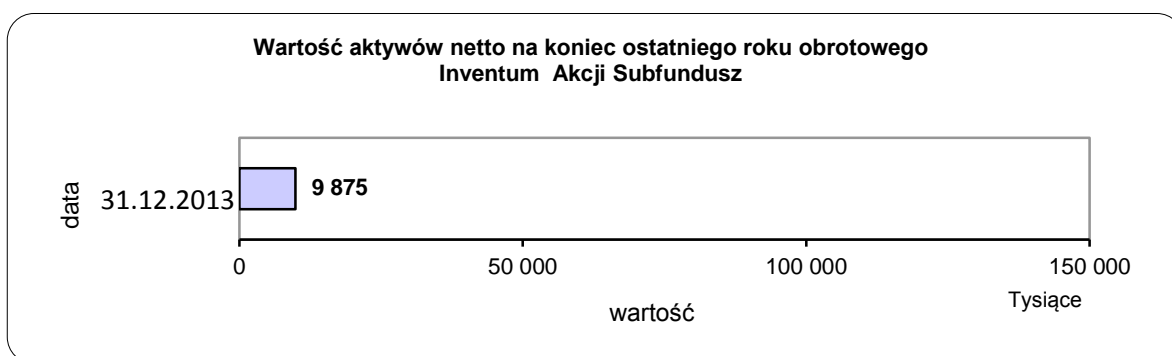 Wartość aktywów netto na koniec ostatniego roku obrotowego
Inventum Akcji Subfundusz
data
31.12.2013
9 875
0
50 000
100 000
150 000
Tysiące
wartość